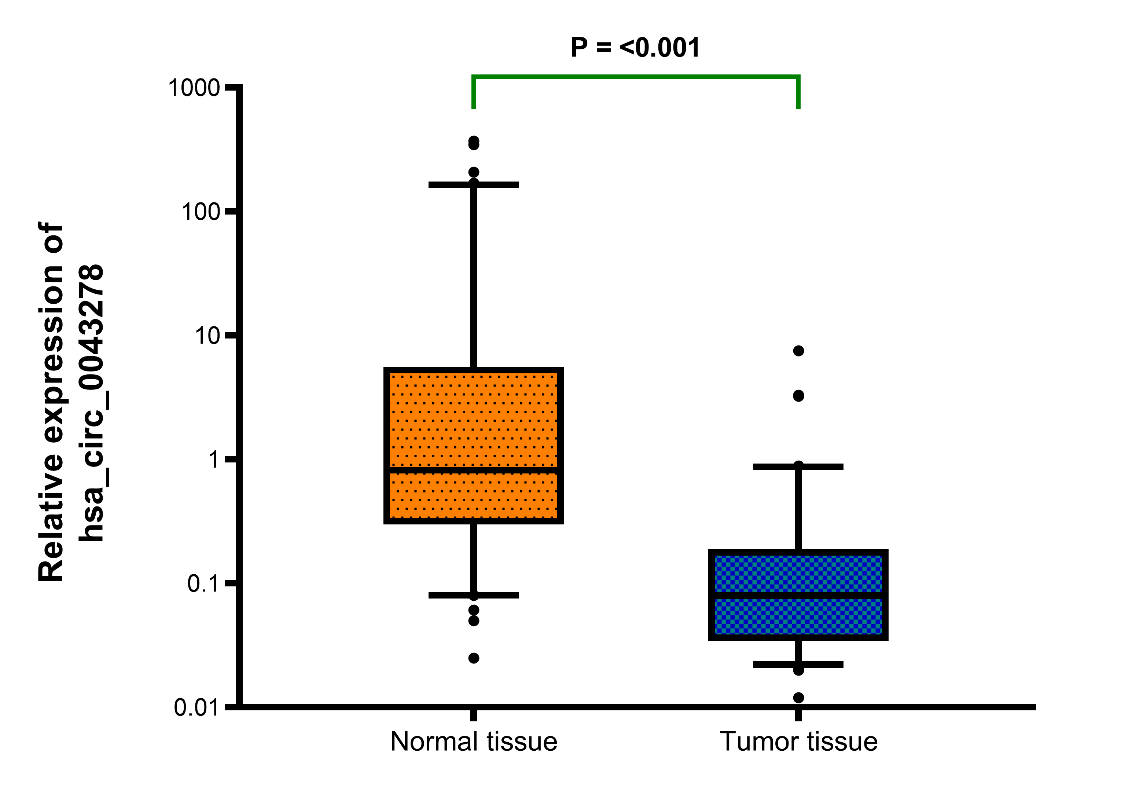 P = <0.001
1000
100
10
1
0.1
0.01
Relative expression of
hsa_circ_0043278
Normal tissue
Tumor tissue